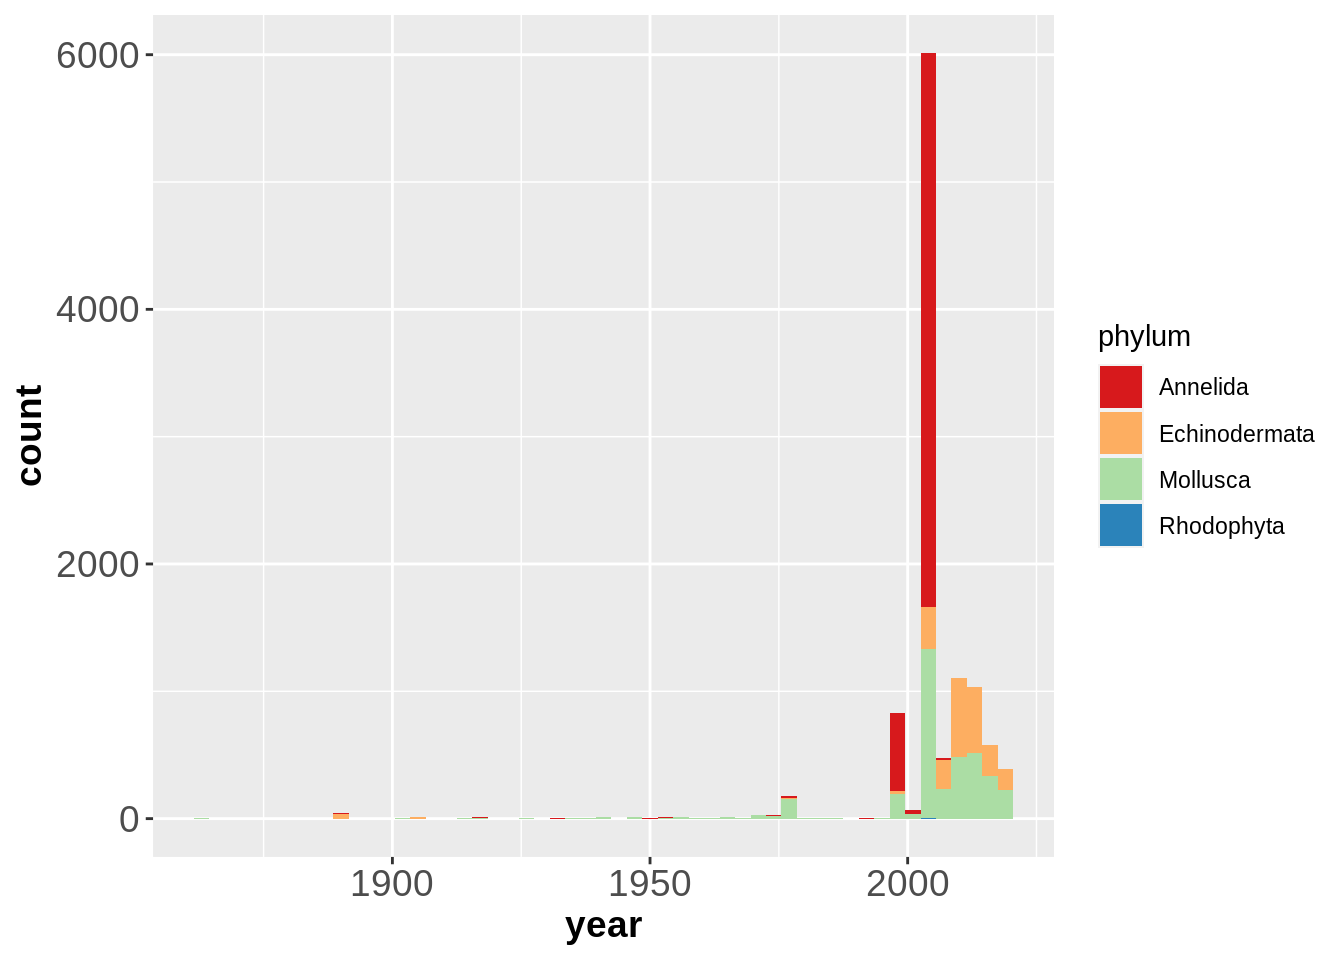 6000
4000
2000
0
count
1900 1950 2000
year
phylum
Annelida
Echinodermata
Mollusca
Rhodophyta